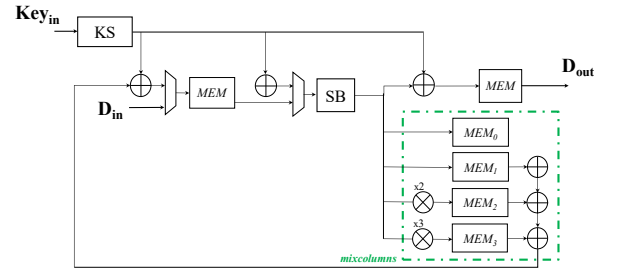 Key_in
KS
D_out
MEM
MEM
D_in
SB
MEM_0
MEM_1
x2
MEM_2
x3
MEM_3
mixcolumns